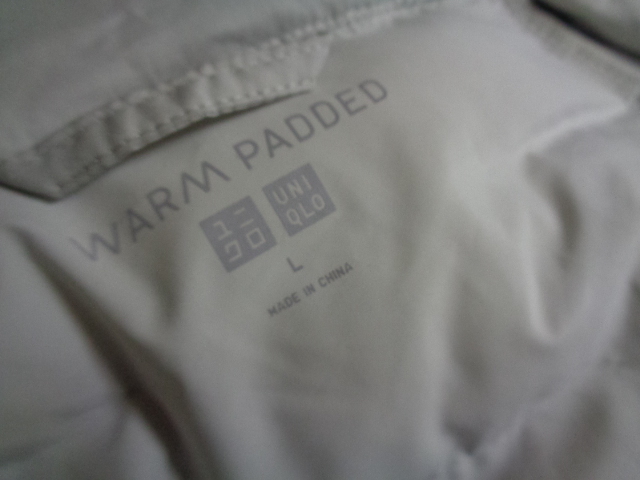 WARM PADDED
ユニ
クロ
UNI
QLO
L
MADE IN CHINA